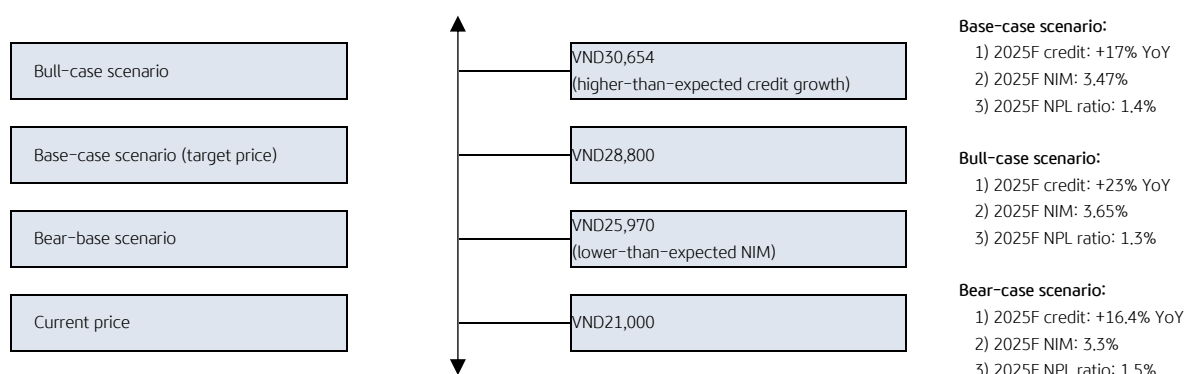 Bull-case scenario
VND30,654
(higher-than-expected credit growth)
Base-case scenario (target price)
VND28,800
Bear-base scenario
VND25,970
(lower-than-expected NIM)
Current price
VND21,000
Base-case scenario:
1) 2025F credit: +17% YoY
2) 2025F NIM: 3.47%
3) 2025F NPL ratio: 1.4%
Bull-case scenario:
1) 2025F credit: +23% YoY
2) 2025F NIM: 3.65%
3) 2025F NPL ratio: 1.3%
Bear-case scenario:
1) 2025F credit: +16.4% YoY
2) 2025F NIM: 3.3%
3) 2025F NPL ratio: 1.5%